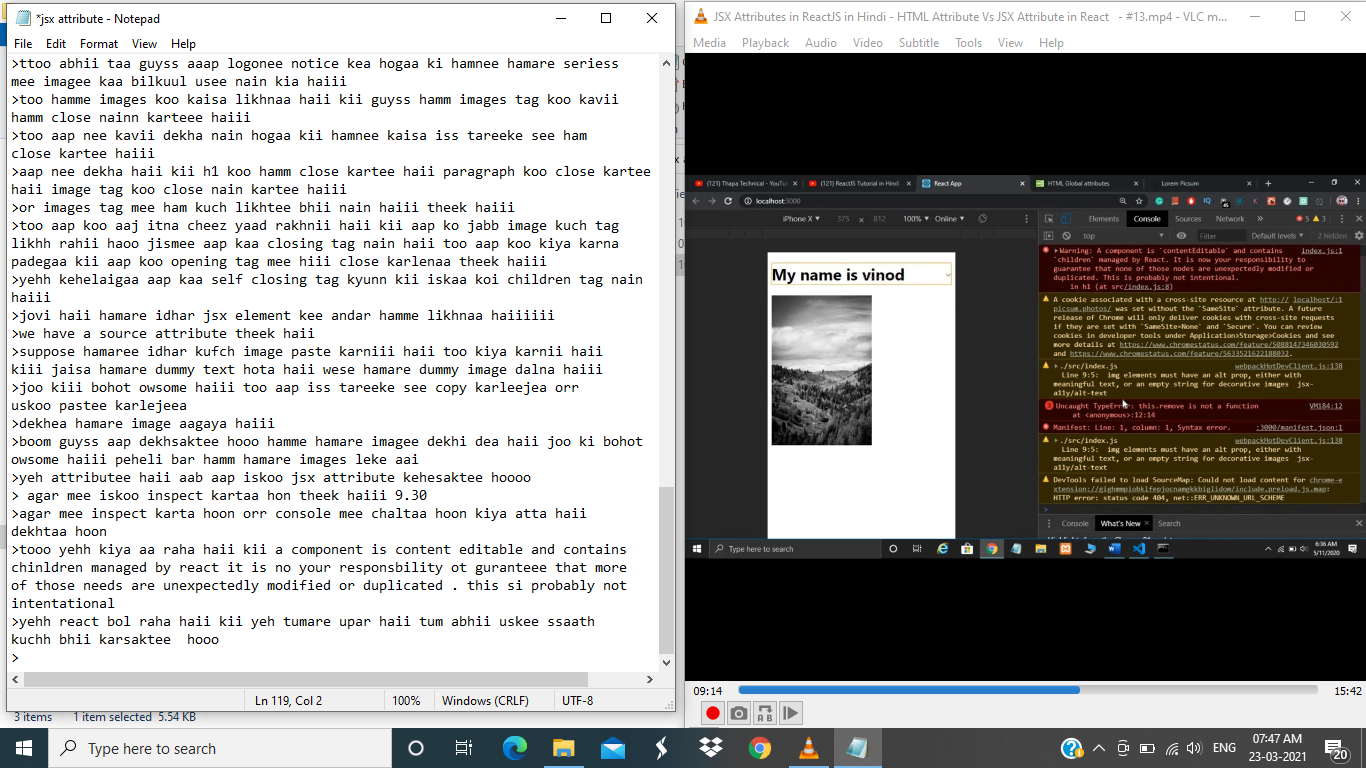 *jsx attribute - Notepad
File Edit Format View Help
>ttoo abhii taa guyss aaap logonee notice kea hogaa ki hamnee hamare seriess
mee imagee kaa bilkuul usee nain kia haiii
>too hamme images koo kaisa likhnaa haii kii guyss hamm images tag koo kavii
hamm close nainn karteee haiii
>too aap nee kavii dekha nain hogaa kii hamnee kaisa iss tareeke see ham
close kartee haiii
>aap nee dekha haii kii h1 koo hamm close kartee haii paragraph koo close kartee
haii image tag koo close nain kartee haiii
>or images tag mee ham kuch likhtee bhii nain haiii theek haiii
>too aap koo aaj itna cheez yaad rakhnii haii kii aap ko jabb image kuch tag
likhh rahii haoo jismee aap kaa closing tag nain haii too aap koo kiya karna
padegaa kii aap koo opening tag mee hiii close karlenaa theek haiii
>yehh kehelaigaa aap kaa self closing tag kyunn kii iskaa koi children tag nain
haiii
>jovi haii hamare idhar jsx element kee andar hamme likhnaa haiiiiii
>we have a source attribute theek haii
>suppose hamaree idhar kufch image paste karniii haii too kiya karnii haii
kiii jaisa hamare dummy text hota haii wese hamare dummy image dalna haiii
>joo kiii bohot owsome haiii too aap iss tareeke see copy karleejea orr
uskoo pastee karlejeea
>dekhea hamare image aagaya haiii
>boom guyss aap dekhsaktee hooo hamme hamare imagee dekhi dea haii joo ki bohot
owsome haiii peheli bar hamm hamare images leke aai
>yeh attributee haii aab aap iskoo jsx attribute kehesaktee hoooo
> agar mee iskoo inspect kartaa hon theek haiii 9.30
>agar mee inspect karta hoon orr console mee chalta hoon kiya atta haii
dekhtaa hoon
>tooo yehh kiya aa raha haii kii a component is content editable and contains
chinldren managed by react it is no your responsbility ot guranteee that more
of those needs are unexpectedly modified or duplicated . this si probably not
intentational
>yehh react bol raha haii kii yeh tumare upar haii tum abhii uskee ssaath
kuchh bhii karsaktee  hooo
>
Ln 119, Col 2 100% Windows (CRLF) UTF-8
3 items 1 item selected 5.54 KB
JSX Attributes in ReactJS in Hindi - HTML Attribute Vs JSX Attribute in React - #13.mp4 - VLC m...
Media Playback Audio Video Subtitle Tools View Help
(121) Thapa Technical - YouTu (121) ReactJS Tutorial in Hindi React App HTML Global attributes Lorem Picsum
localhost:3000
iPhone X 375 x 812 100% Online
Elements Console Sources Network 5 3
top Filter Default levels 2 hidden
My name is vinod
Warning: A component is `contentEditable` and contains index.js:1
`children` managed by React. It is now your responsibility to
guarantee that none of those nodes are unexpectedly modified or
duplicated. This is probably not intentional.
in h1 (at src/index.js:8)
A cookie associated with a cross-site resource at http:// localhost/:1
picsum.photos/ was set without the `SameSite` attribute. A future
release of Chrome will only deliver cookies with cross-site requests
if they are set with `SameSite=None` and `Secure`. You can review
cookies in developer tools under Application>Storage>Cookies and see
more details at https://www.chromestatus.com/feature/5088147346030592
and https://www.chromestatus.com/feature/5633521622188032.
./src/index.js webpackHotDevClient.js:138
Line 9:5: img elements must have an alt prop, either with
meaningful text, or an empty string for decorative images jsx-
a11y/alt-text
Uncaught TypeError: this.remove is not a function VM184:12
at <anonymous>:12:14
Manifest: Line: 1, column: 1, Syntax error. :3000/manifest.json:1
./src/index.js webpackHotDevClient.js:138
Line 9:5: img elements must have an alt prop, either with
meaningful text, or an empty string for decorative images jsx-
a11y/alt-text
DevTools failed to load SourceMap: Could not load content for chrome-e
HTTP error: status code 404, net::ERR_UNKNOWN_URL_SCHEME
Console What's New Search
Type here to search
6:36 AM
5/11/2020
09:14 15:42
Type here to search
ENG
07:47 AM
23-03-2021
20